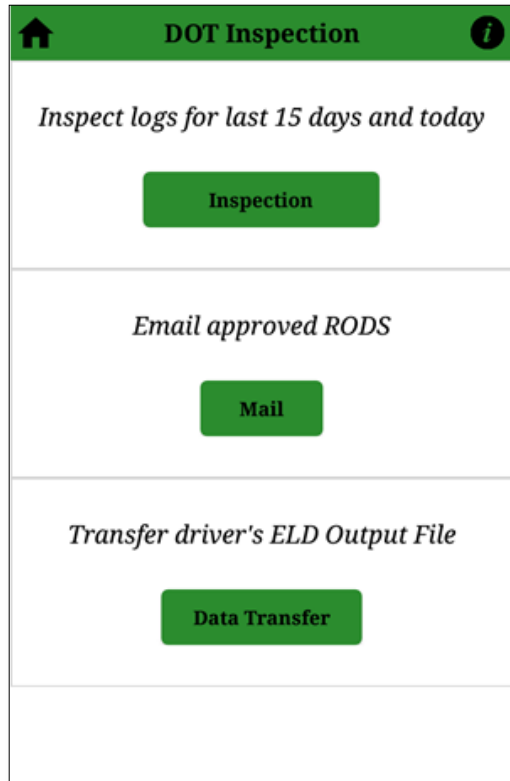 DOT Inspection
Inspect logs for last 15 days and today
Inspection
Email approved RODS
Mail
Transfer driver's ELD Output File
Data Transfer